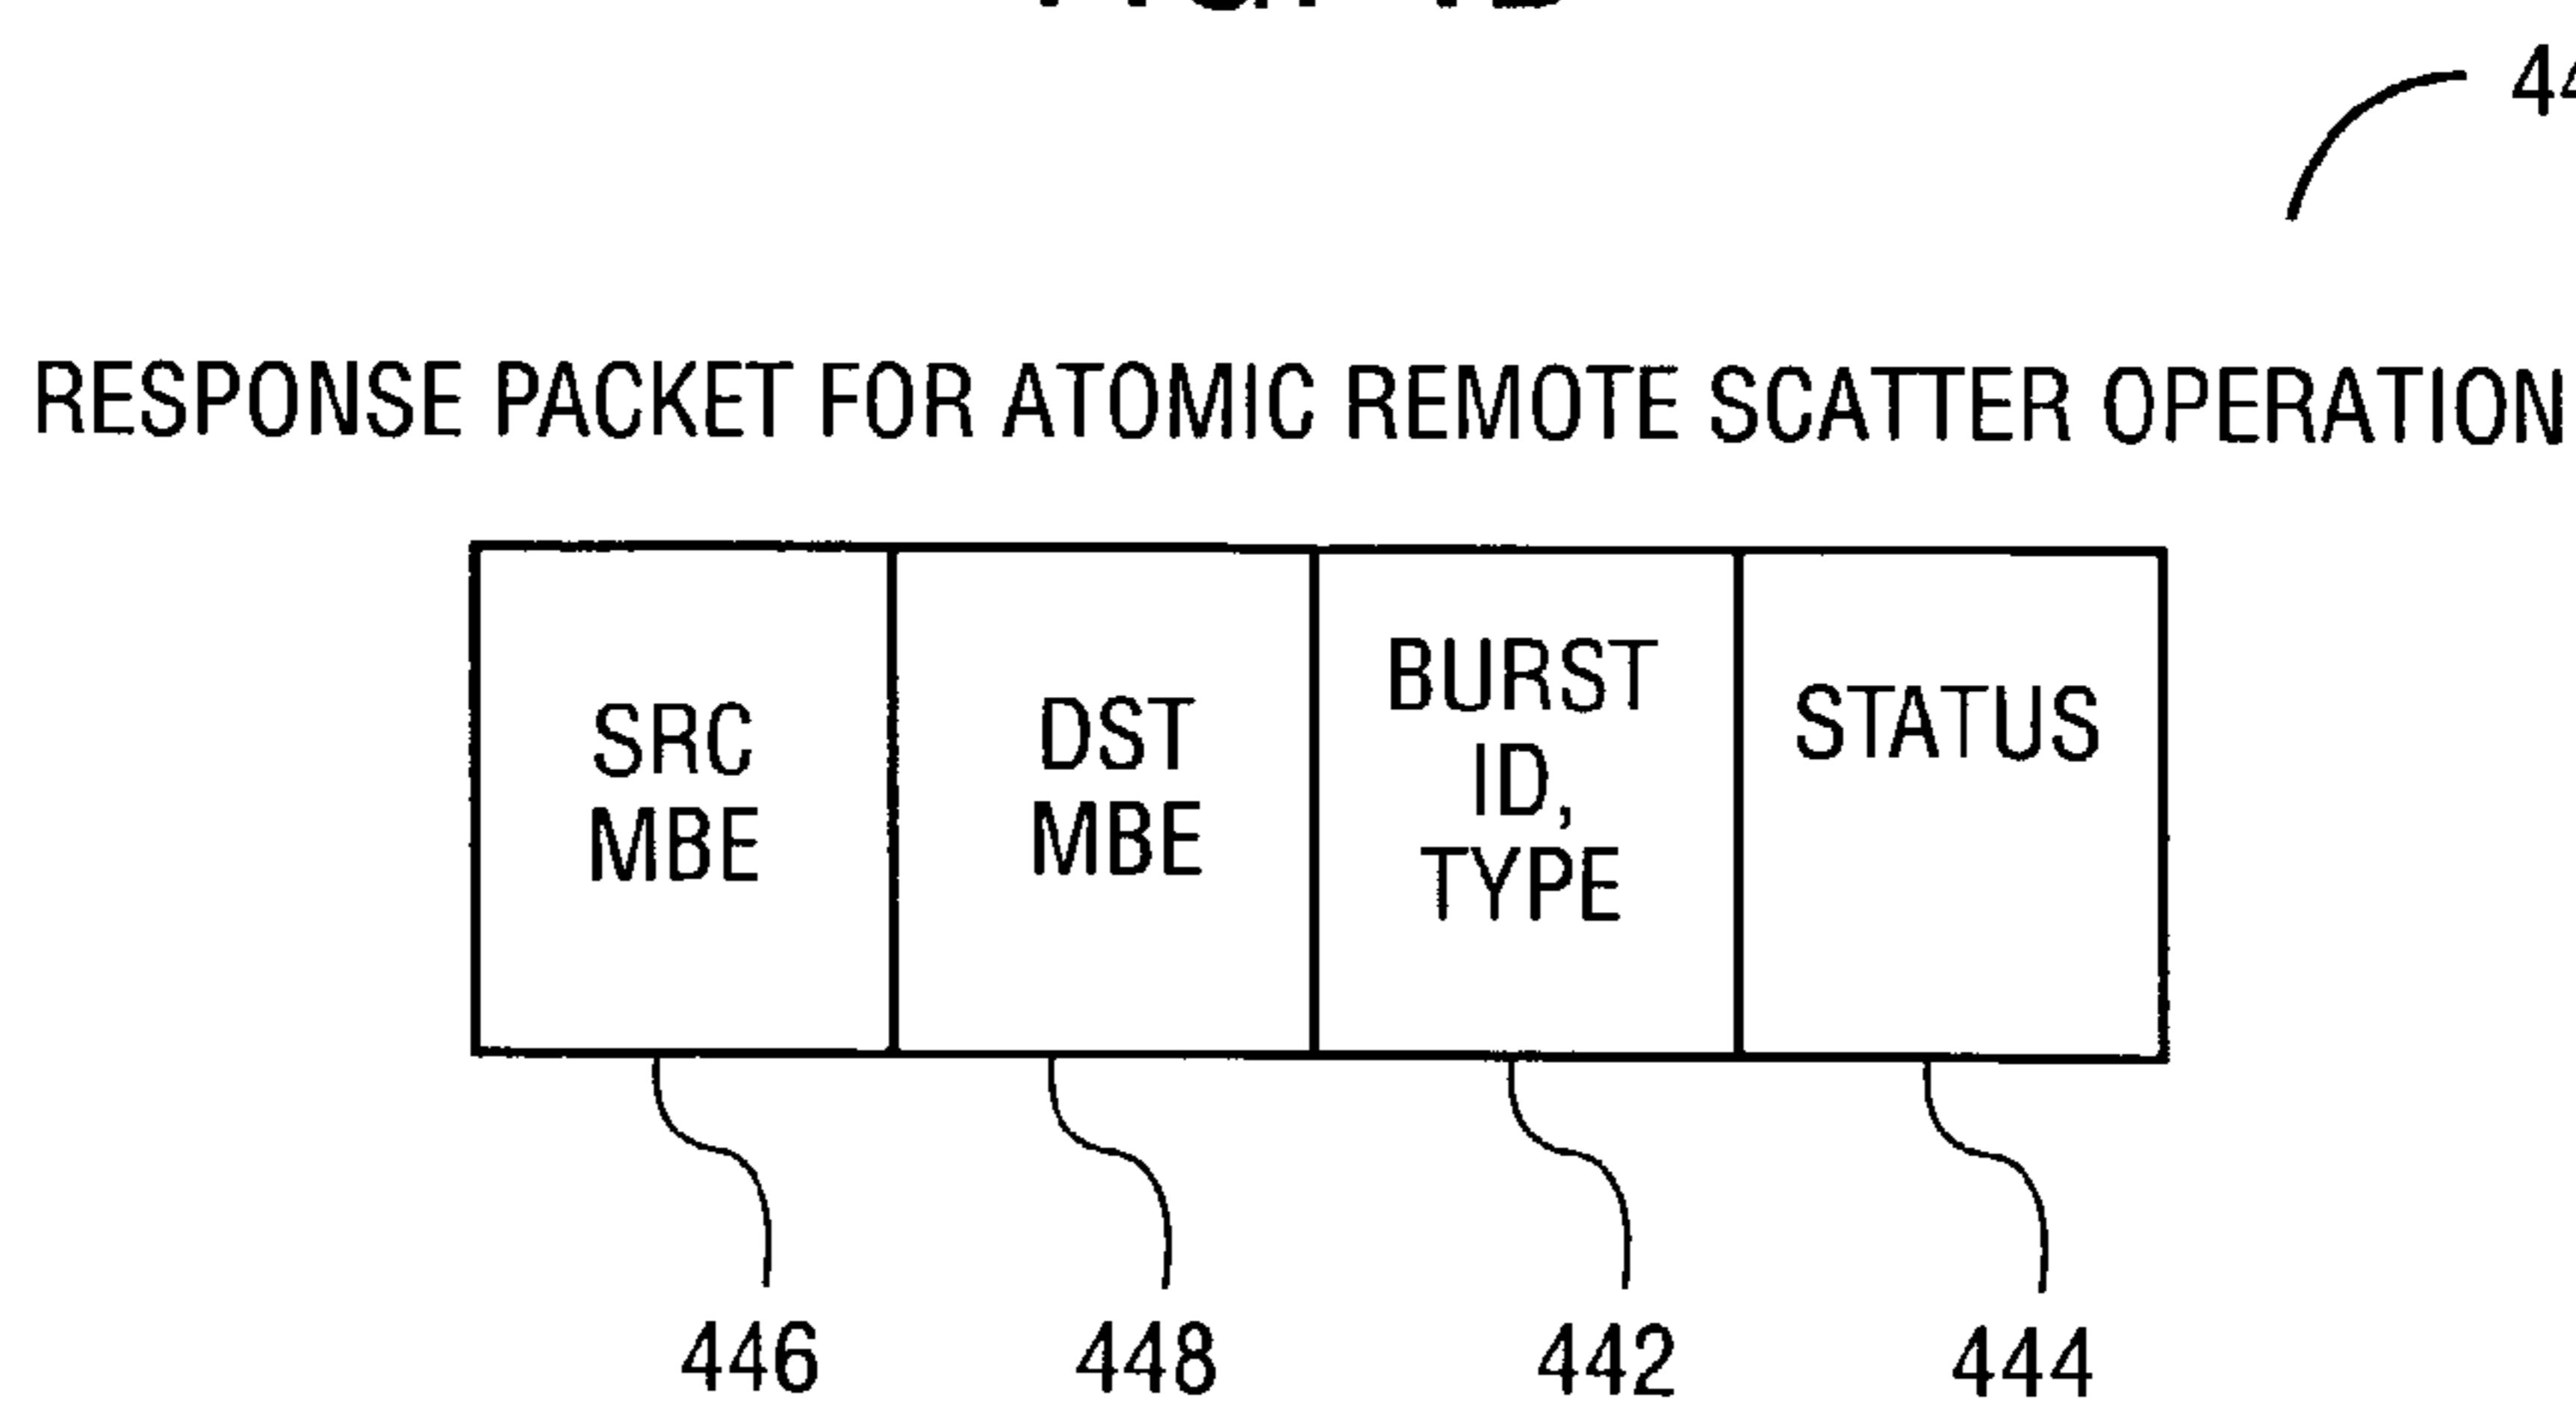 RESPONSE PACKET FOR ATOMIC REMOTE SCATTER OPERATION
SRC
MBE
DST
MBE
BURST
ID,
TYPE
STATUS
446
448
442
444